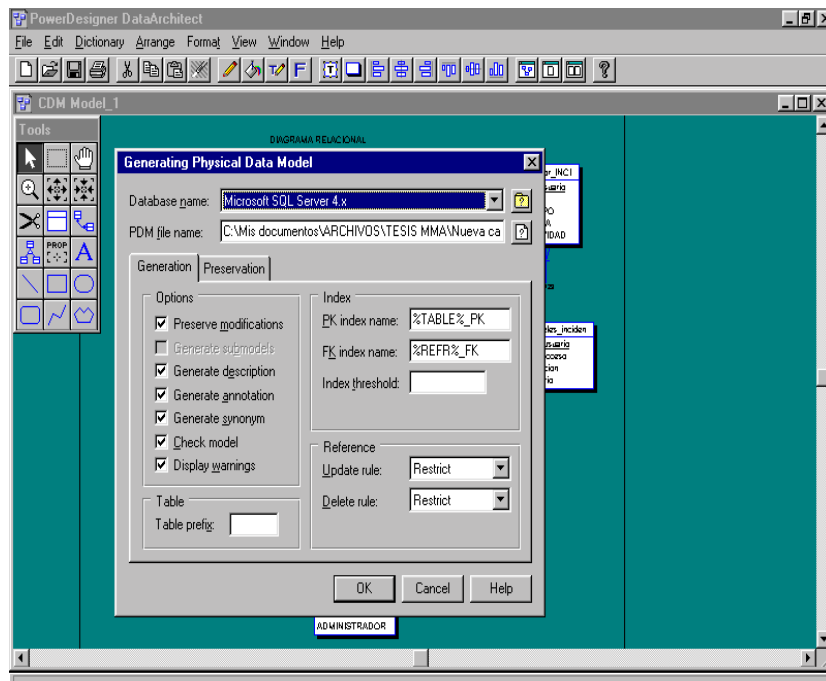 PowerDesigner DataArchitect
File Edit Dictionary Arrange Format View Window Help
CDM Model_1
Tools
PROP
A
DIAGRAMA RELACIONAL
Generating Physical Data Model
Database name: Microsoft SQL Server 4.x
PDM file name: C:\Mis documentos\ARCHIVOS\TESIS MMA\Nueva ca
Generation Preservation
Options
Preserve modifications
Generate submodels
Generate description
Generate annotation
Generate synonym
Check model
Display warnings
Table
Table prefix:
Index
PK index name: %TABLE%_PK
FK index name: %REFR%_FK
Index threshold:
Reference
Update rule: Restrict
Delete rule: Restrict
OK Cancel Help
ADMINISTRADOR